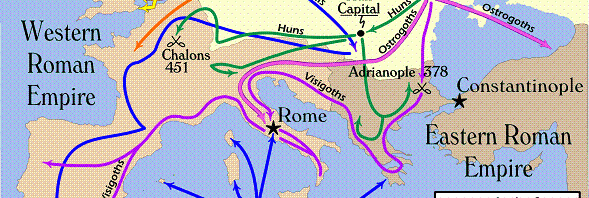 Capital
Huns
Huns
Ostrogoths
Ostrogoths
Western
Roman
Empire
Chalons
451
Visigoths
Adrianople 378
Constantinople
Rome
Eastern Roman
Empire
Visigoths